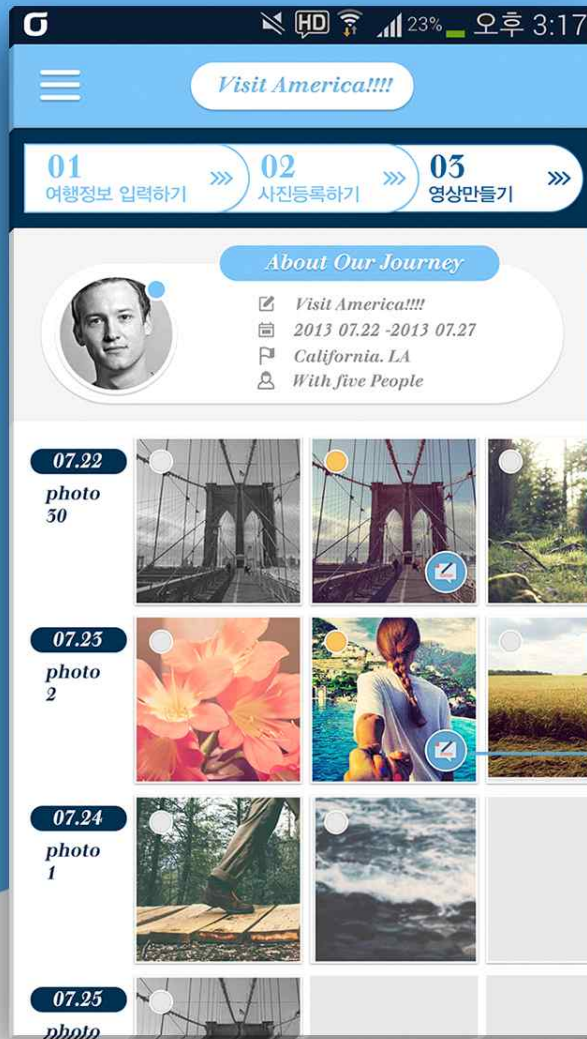 HD 23% 오후 3:17
Visit America!!!!
01 02 03
여행정보 입력하기 사진등록하기 영상만들기
About Our Journey
Visit America!!!!
2013 07.22 -2013 07.27
California. LA
With five People
07.22
photo
30
07.23
photo
2
07.24
photo
1
07.25
photo